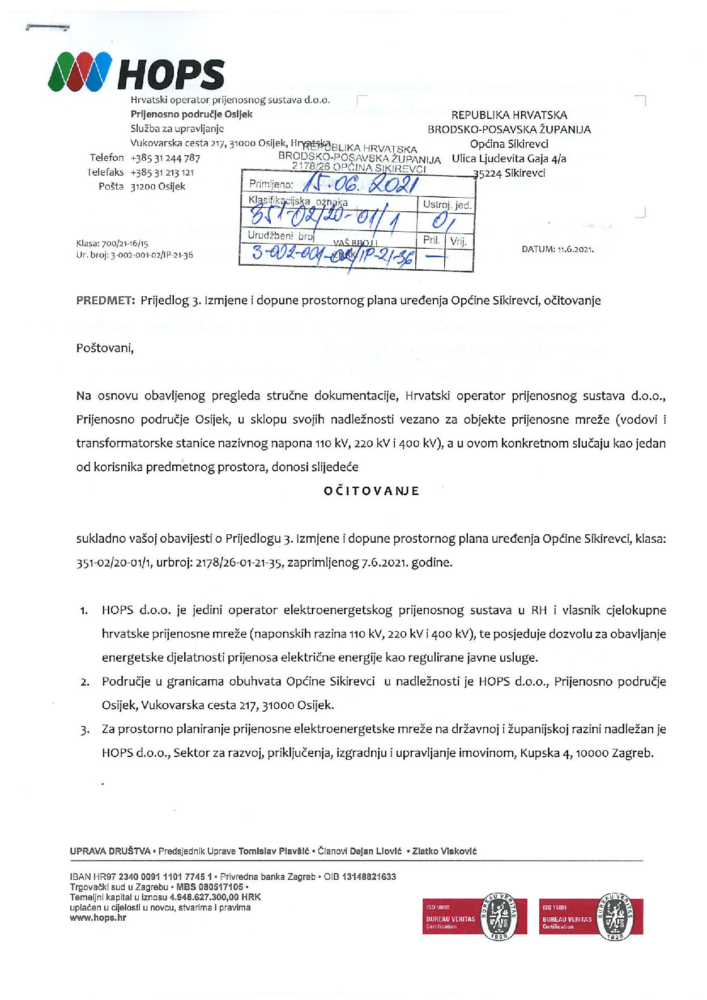 HOPS
Hrvatski operator prijenosnog sustava d.o.o.
Prijenosno područje Osijek
Služba za upravljanje
Vukovarska cesta 217, 31000 Osijek, Hrvatska
Telefon +385 31 244 787
Telefaks +385 31 213 121
Pošta 31200 Osijek
REPUBLIKA HRVATSKA
BRODSKO-POSAVSKA ŽUPANIJA
Općina Sikirevci
Ulica Ljudevita Gaja 4/a
35224 Sikirevci
REPUBLIKA HRVATSKA
BRODSKO-POSAVSKA ŽUPANIJA
2178/26 OPĆINA SIKIREVCI
Primljeno: 15.06.2021
Klasifikacijska oznaka Ustroj. jed.
351-02/20-01/1 01
Urudžbeni broj Pril. Vrij.
3-002-001-02/IP-21-36 —
VAŠ BROJ I
ZNAK:
Klasa: 700/21-16/15
Ur. broj: 3-002-001-02/IP-21-36
DATUM: 11.6.2021.
PREDMET: Prijedlog 3. Izmjene i dopune prostornog plana uređenja Općine Sikirevci, očitovanje
Poštovani,
Na osnovu obavljenog pregleda stručne dokumentacije, Hrvatski operator prijenosnog sustava d.o.o.,
Prijenosno područje Osijek, u sklopu svojih nadležnosti vezano za objekte prijenosne mreže (vodovi i
transformatorske stanice nazivnog napona 110 kV, 220 kV i 400 kV), a u ovom konkretnom slučaju kao jedan
od korisnika predmetnog prostora, donosi slijedeće
OČITOVANJE
sukladno vašoj obavijesti o Prijedlogu 3. Izmjene i dopune prostornog plana uređenja Općine Sikirevci, klasa:
351-02/20-01/1, urbroj: 2178/26-01-21-35, zaprimljenog 7.6.2021. godine.
1. HOPS d.o.o. je jedini operator elektroenergetskog prijenosnog sustava u RH i vlasnik cjelokupne
hrvatske prijenosne mreže (naponskih razina 110 kV, 220 kV i 400 kV), te posjeduje dozvolu za obavljanje
energetske djelatnosti prijenosa električne energije kao regulirane javne usluge.
2. Područje u granicama obuhvata Općine Sikirevci u nadležnosti je HOPS d.o.o., Prijenosno područje
Osijek, Vukovarska cesta 217, 31000 Osijek.
3. Za prostorno planiranje prijenosne elektroenergetske mreže na državnoj i županijskoj razini nadležan je
HOPS d.o.o., Sektor za razvoj, priključenja, izgradnju i upravljanje imovinom, Kupska 4, 10000 Zagreb.
UPRAVA DRUŠTVA • Predsjednik Uprave Tomislav Plavšić • Članovi Dejan Liović • Zlatko Visković
IBAN HR97 2340 0091 1101 7745 1 • Privredna banka Zagreb • OIB 13148821633
Trgovački sud u Zagrebu • MBS 080517105 •
Temeljni kapital u iznosu 4.948.627.300,00 HRK
uplaćen u cijelosti u novcu, stvarima i pravima
www.hops.hr
ISO 50001
BUREAU VERITAS
Certification
BUREAU VERITAS
1828
ISO 14001
BUREAU VERITAS
Certification
BUREAU VERITAS
1828